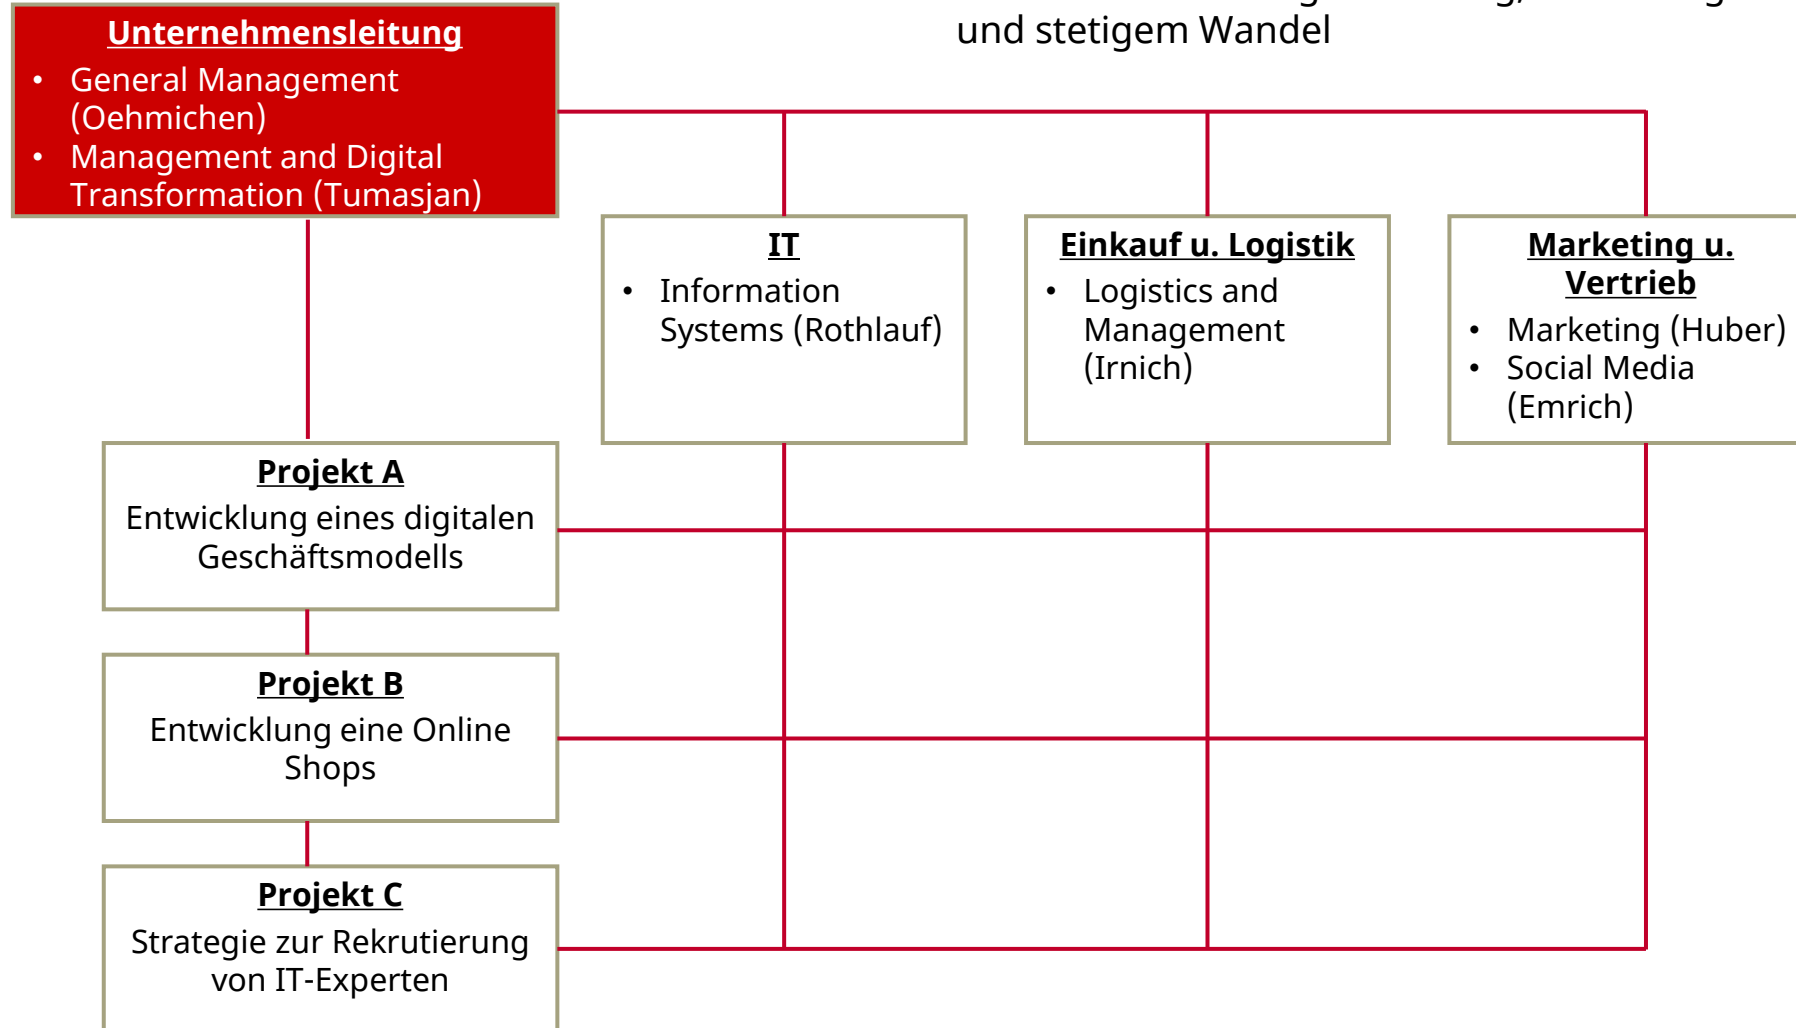 und stetigem Wandel
Unternehmensleitung
• General Management
(Oehmichen)
• Management and Digital
Transformation (Tumasjan)
IT
• Information
Systems (Rothlauf)
Einkauf u. Logistik
• Logistics and
Management
(Irnich)
Marketing u.
Vertrieb
• Marketing (Huber)
• Social Media
(Emrich)
Projekt A
Entwicklung eines digitalen
Geschäftsmodells
Projekt B
Entwicklung eine Online
Shops
Projekt C
Strategie zur Rekrutierung
von IT-Experten